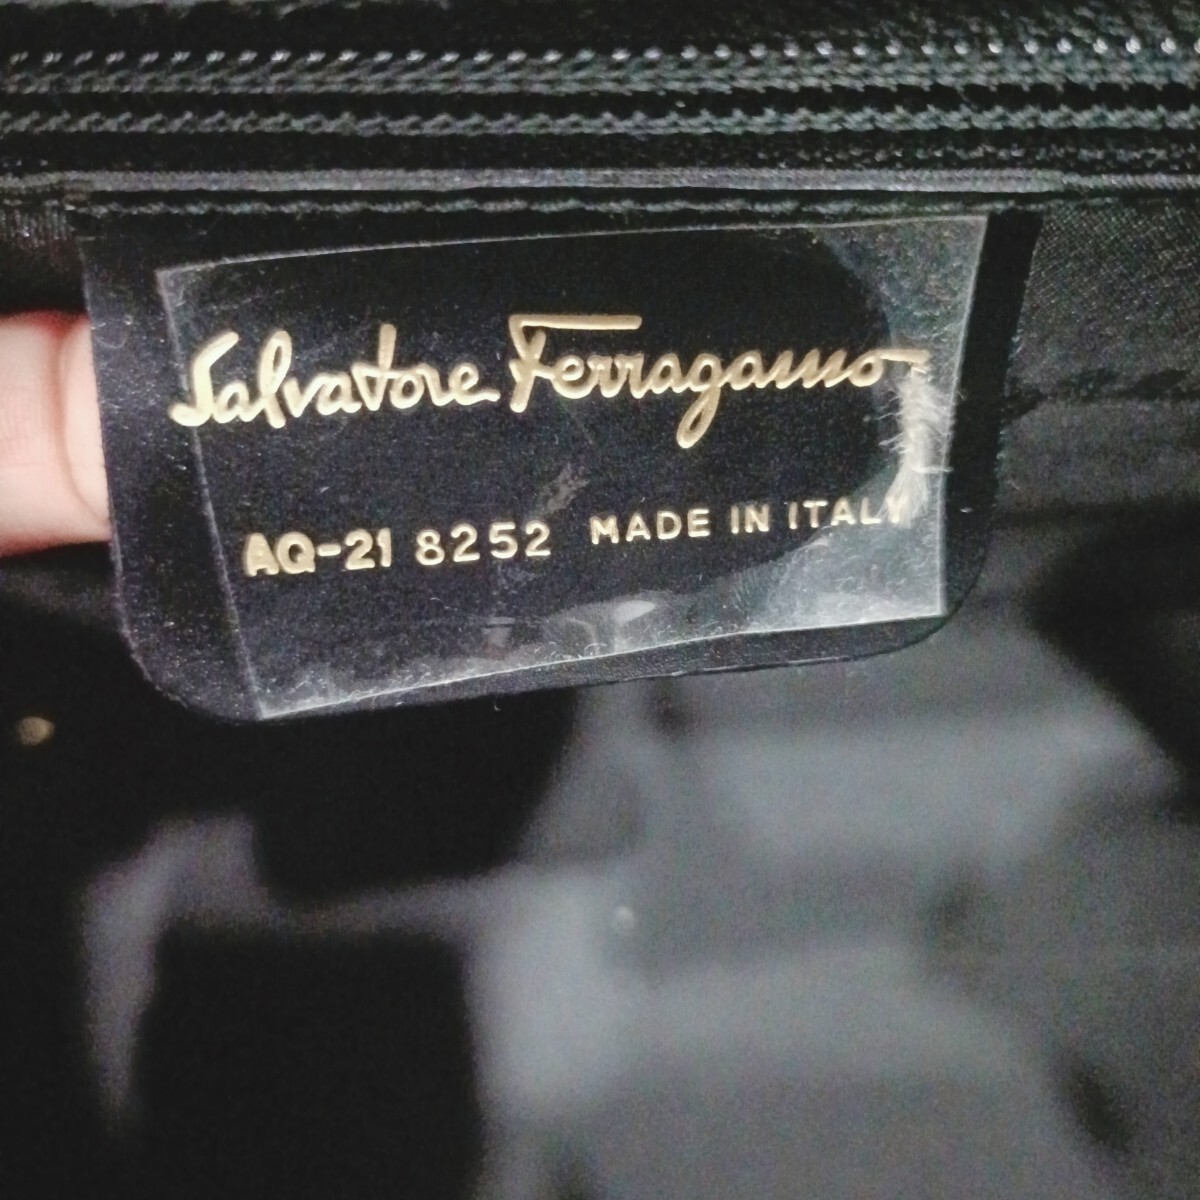 Salvatore Ferragamo
AQ-21 8252 MADE IN ITALY